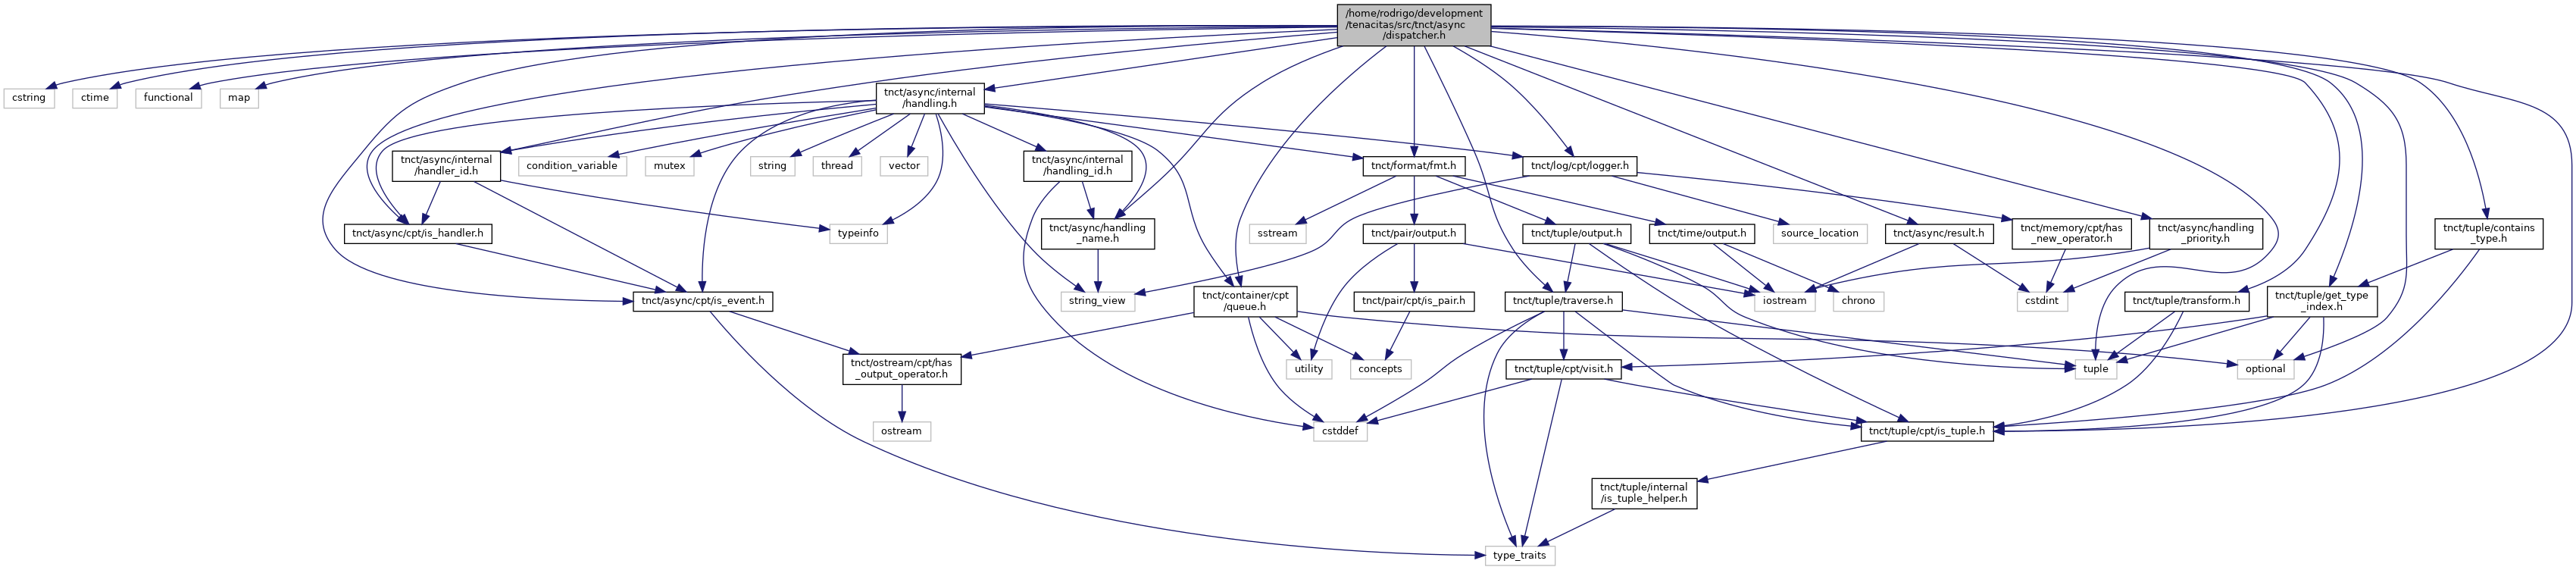 /home/rodrigo/development
/tenacitas/src/tnct/async
/dispatcher.h
cstring
ctime
functional
map
tnct/async/internal
/handling.h
tnct/async/internal
/handler_id.h
condition_variable
mutex
string
thread
vector
tnct/async/internal
/handling_id.h
tnct/format/fmt.h
tnct/log/cpt/logger.h
tnct/async/cpt/is_handler.h
typeinfo
tnct/async/handling
_name.h
sstream
tnct/pair/output.h
tnct/tuple/output.h
tnct/time/output.h
source_location
tnct/async/result.h
tnct/memory/cpt/has
_new_operator.h
tnct/async/handling
_priority.h
tnct/tuple/contains
_type.h
tnct/async/cpt/is_event.h
string_view
tnct/container/cpt
/queue.h
tnct/pair/cpt/is_pair.h
tnct/tuple/traverse.h
iostream
chrono
cstdint
tnct/tuple/transform.h
tnct/tuple/get_type
_index.h
tnct/ostream/cpt/has
_output_operator.h
utility
concepts
tnct/tuple/cpt/visit.h
tuple
optional
ostream
cstddef
tnct/tuple/cpt/is_tuple.h
tnct/tuple/internal
/is_tuple_helper.h
type_traits